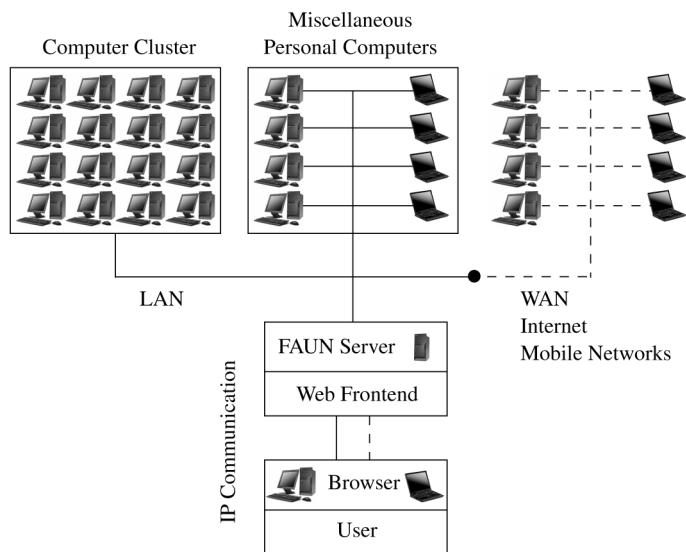 Miscellaneous
Computer Cluster
Personal Computers
LAN
WAN
Internet
Mobile Networks
FAUN Server
Web Frontend
IP Communication
Browser
User